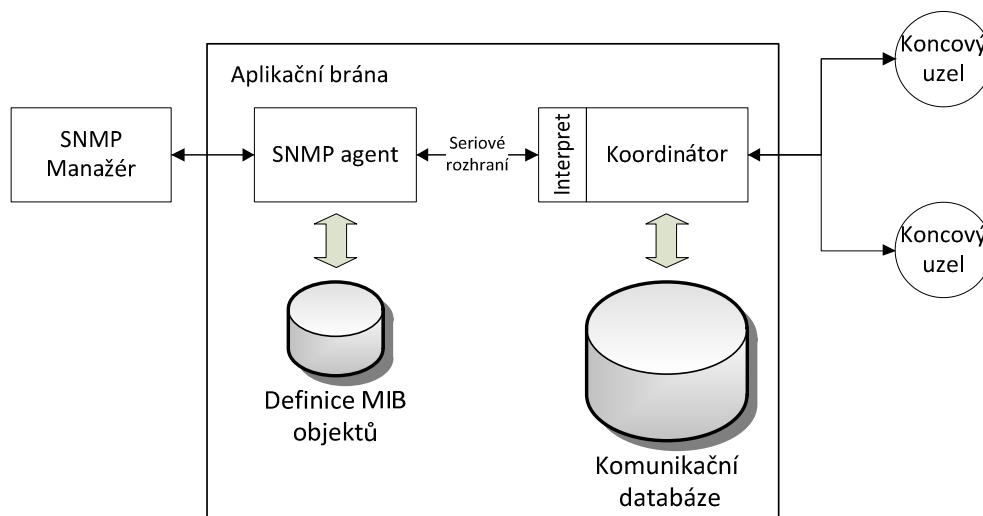 Aplikační brána
SNMP
Manažér
SNMP agent
Seriové
rozhraní
Interpret
Koordinátor
Koncový
uzel
Koncový
uzel
Definice MIB
objektů
Komunikační
databáze